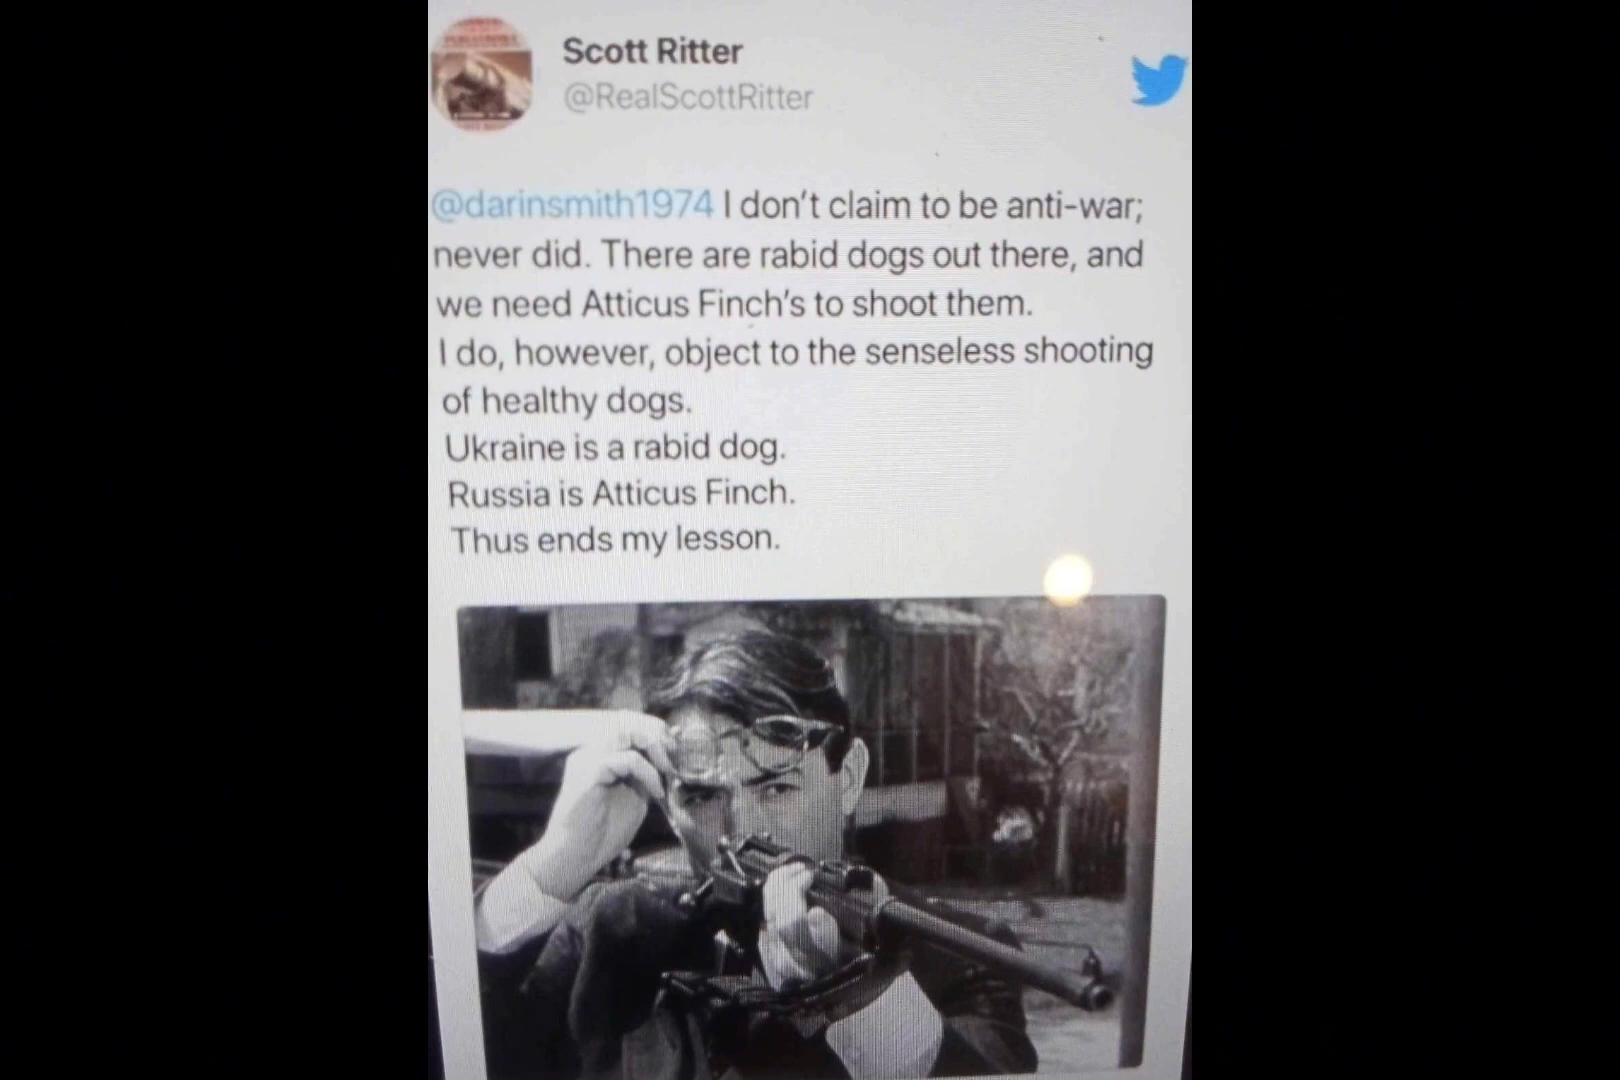 Scott Ritter
@RealScottRitter
@darinsmith1974 I don't claim to be anti-war;
never did. There are rabid dogs out there, and
we need Atticus Finch's to shoot them.
I do, however, object to the senseless shooting
of healthy dogs.
Ukraine is a rabid dog.
Russia is Atticus Finch.
Thus ends my lesson.